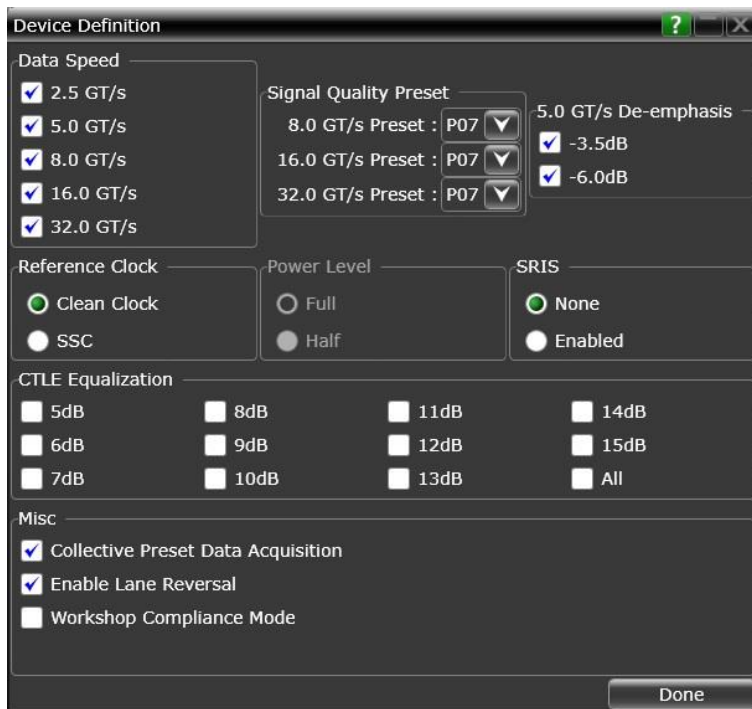 Device Definition
?
Data Speed
2.5 GT/s
5.0 GT/s
8.0 GT/s
16.0 GT/s
32.0 GT/s
Signal Quality Preset
8.0 GT/s Preset : P07
16.0 GT/s Preset : P07
32.0 GT/s Preset : P07
5.0 GT/s De-emphasis
-3.5dB
-6.0dB
Reference Clock
Clean Clock
SSC
Power Level
Full
Half
SRIS
None
Enabled
CTLE Equalization
5dB 8dB 11dB 14dB
6dB 9dB 12dB 15dB
7dB 10dB 13dB All
Misc
Collective Preset Data Acquisition
Enable Lane Reversal
Workshop Compliance Mode
Done